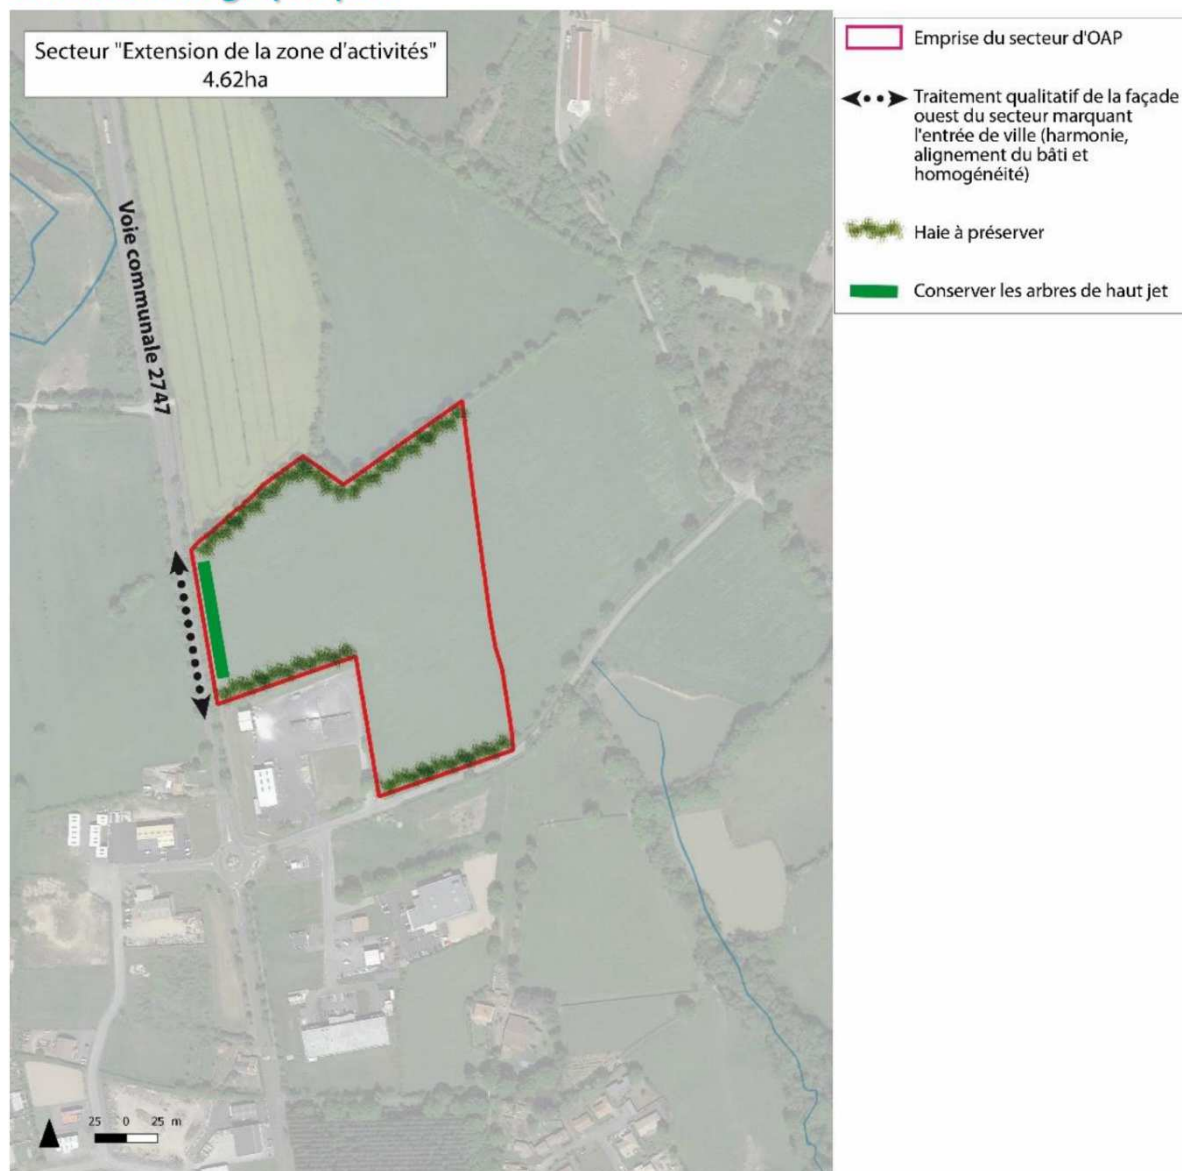 Secteur "Extension de la zone d'activités"
4.62ha
Voie communale 2747
25 0 25 m
Emprise du secteur d'OAP
Traitement qualitatif de la façade
ouest du secteur marquant
l'entrée de ville (harmonie,
alignement du bâti et
homogénéité)
Haie à préserver
Conserver les arbres de haut jet